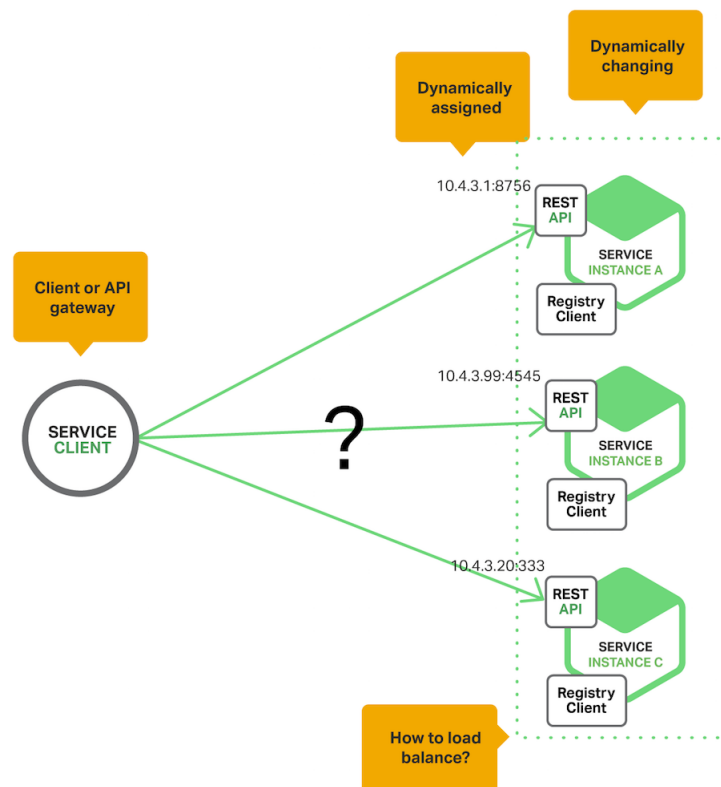 Dynamically
changing
Dynamically
assigned
10.4.3.1:8756
REST
API
SERVICE
INSTANCE A
Registry
Client
Client or API
gateway
SERVICE
CLIENT
?
10.4.3.99:4545
REST
API
SERVICE
INSTANCE B
Registry
Client
10.4.3.20:333
REST
API
SERVICE
INSTANCE C
Registry
Client
How to load
balance?